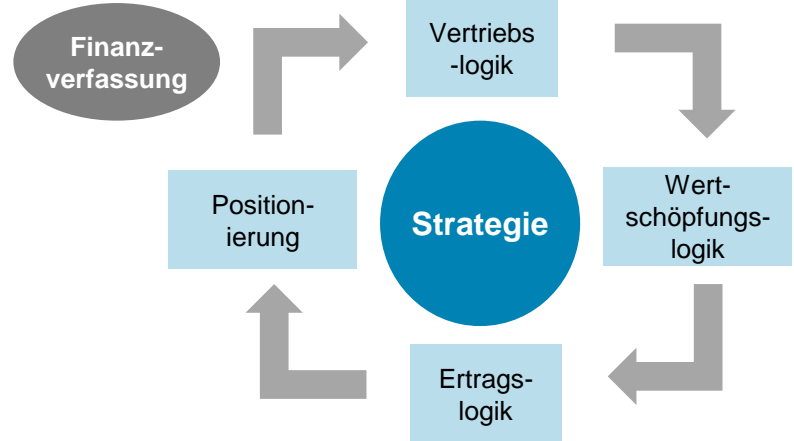 Finanz-
verfassung
Vertriebs
-logik
Position-
ierung
Strategie
Wert-
schöpfungs-
logik
Ertrags-
logik